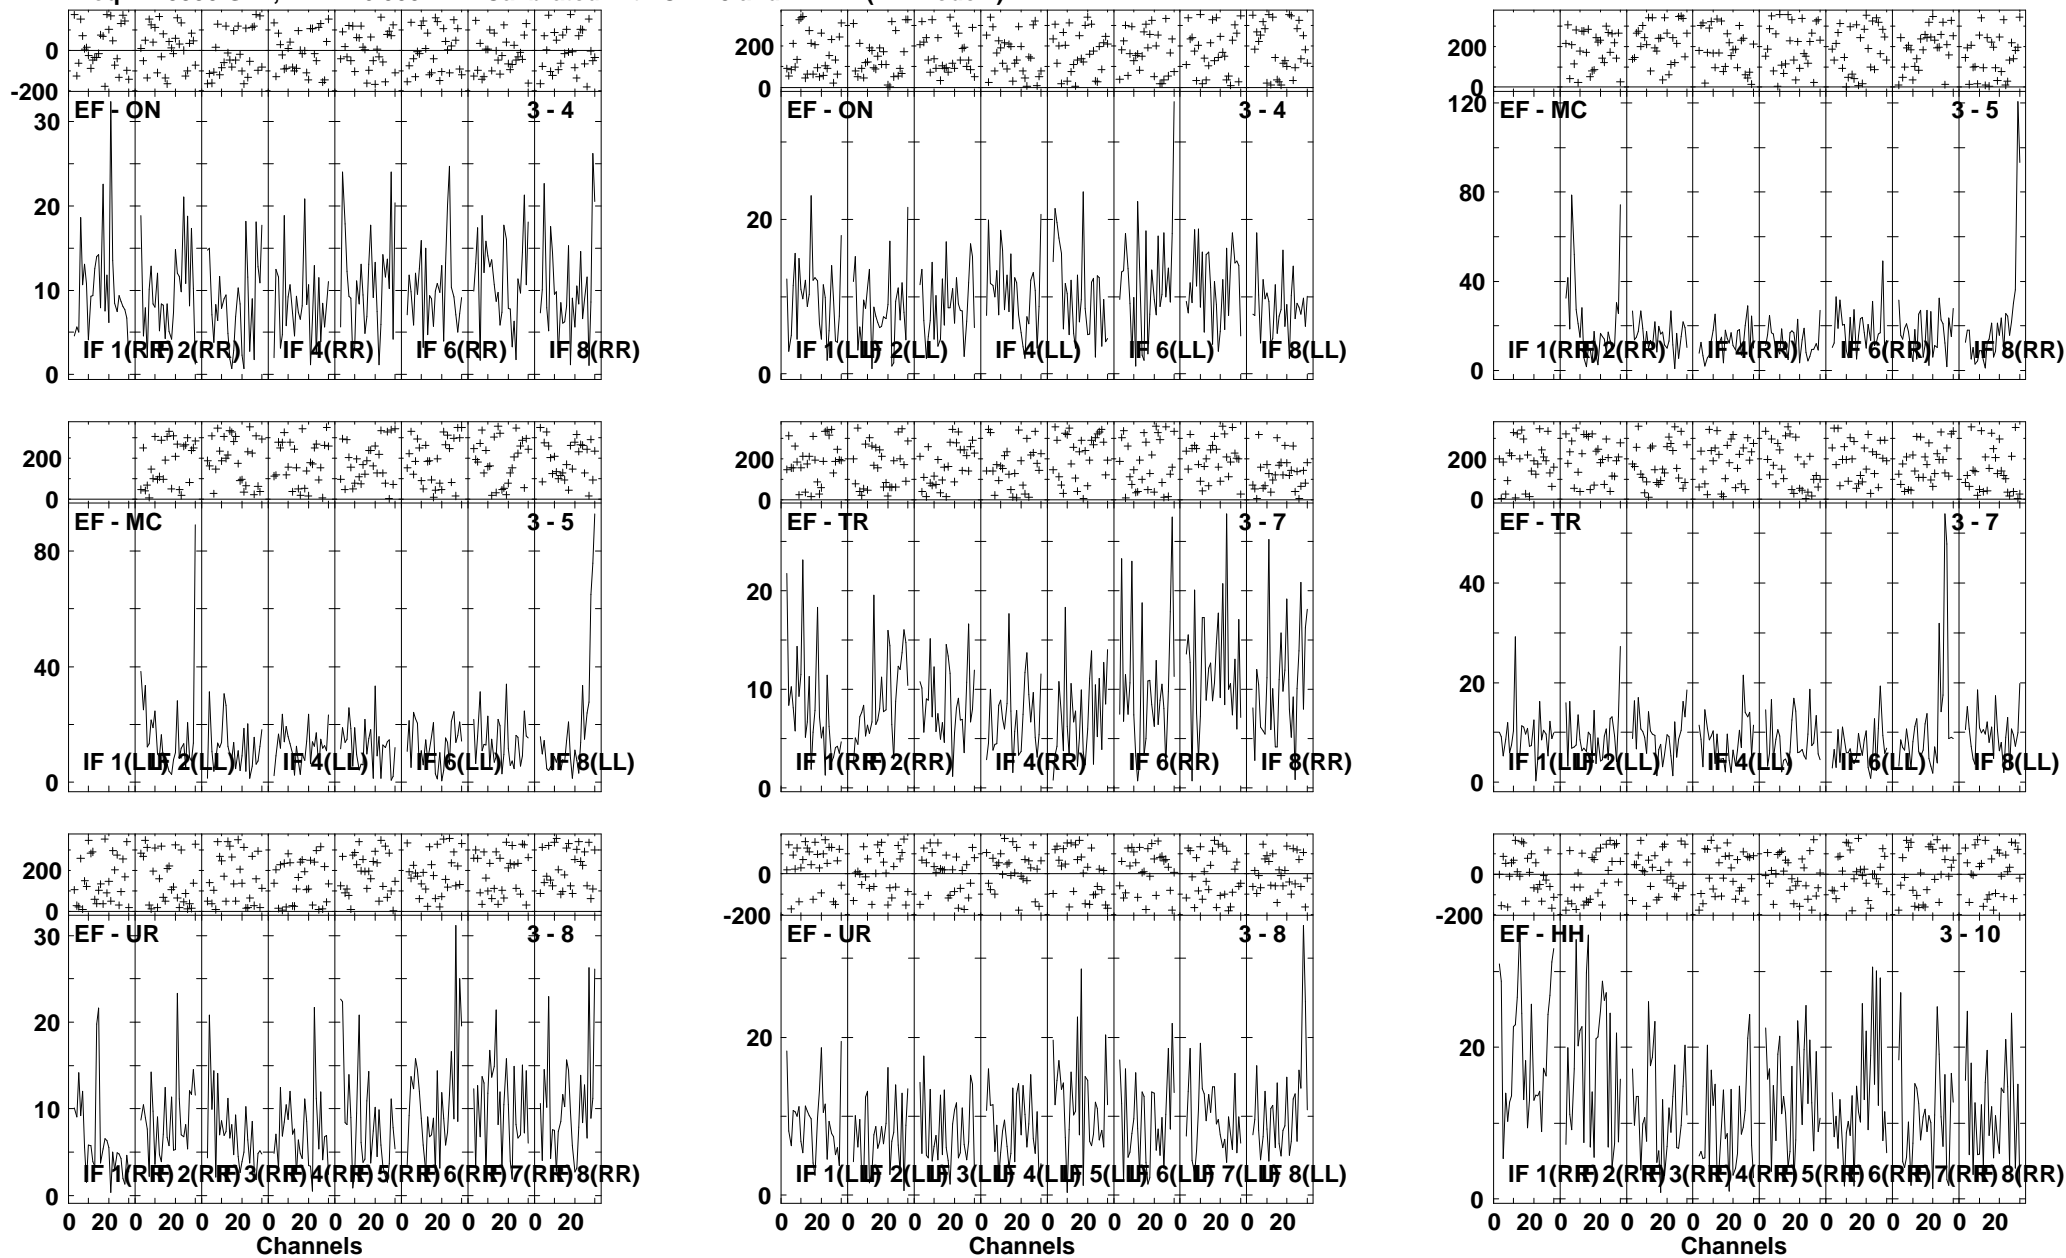 0 200 200
-200 0 0
EF - ON 3 - 4 EF - ON 3 - 4 EF - MC 3 - 5
30 120
20 20 80
10 40
0 0 0
IF 1(RR) IF 2(RR) IF 4(RR) IF 6(RR) IF 8(RR) IF 1(LL) IF 2(LL) IF 4(LL) IF 6(LL) IF 8(LL) IF 1(RR) IF 2(RR) IF 4(RR) IF 6(RR) IF 8(RR)
200 200 200
0 0 0
EF - MC 3 - 5 EF - TR 3 - 7 EF - TR 3 - 7
80 20 40
40 10 20
0 0 0
IF 1(LL) IF 2(LL) IF 4(LL) IF 6(LL) IF 8(LL) IF 1(RR) IF 2(RR) IF 4(RR) IF 6(RR) IF 8(RR) IF 1(LL) IF 2(LL) IF 4(LL) IF 6(LL) IF 8(LL)
200 0 0
0 -200 -200
EF - UR 3 - 8 EF - UR 3 - 8 EF - HH 3 - 10
30
20 20 20
10
0 0 0
IF 1(RR) IF 2(RR) IF 3(RR) IF 4(RR) IF 5(RR) IF 6(RR) IF 7(RR) IF 8(RR) IF 1(LL) IF 2(LL) IF 3(LL) IF 4(LL) IF 5(LL) IF 6(LL) IF 7(LL) IF 8(LL) IF 1(RR) IF 2(RR) IF 3(RR) IF 4(RR) IF 5(RR) IF 6(RR) IF 7(RR) IF 8(RR)
0 20 0 20 0 20 0 20 0 20 0 20 0 20 0 20 0 20 0 20 0 20 0 20 0 20 0 20 0 20 0 20 0 20 0 20 0 20 0 20 0 20 0 20 0 20 0 20
Channels Channels Channels